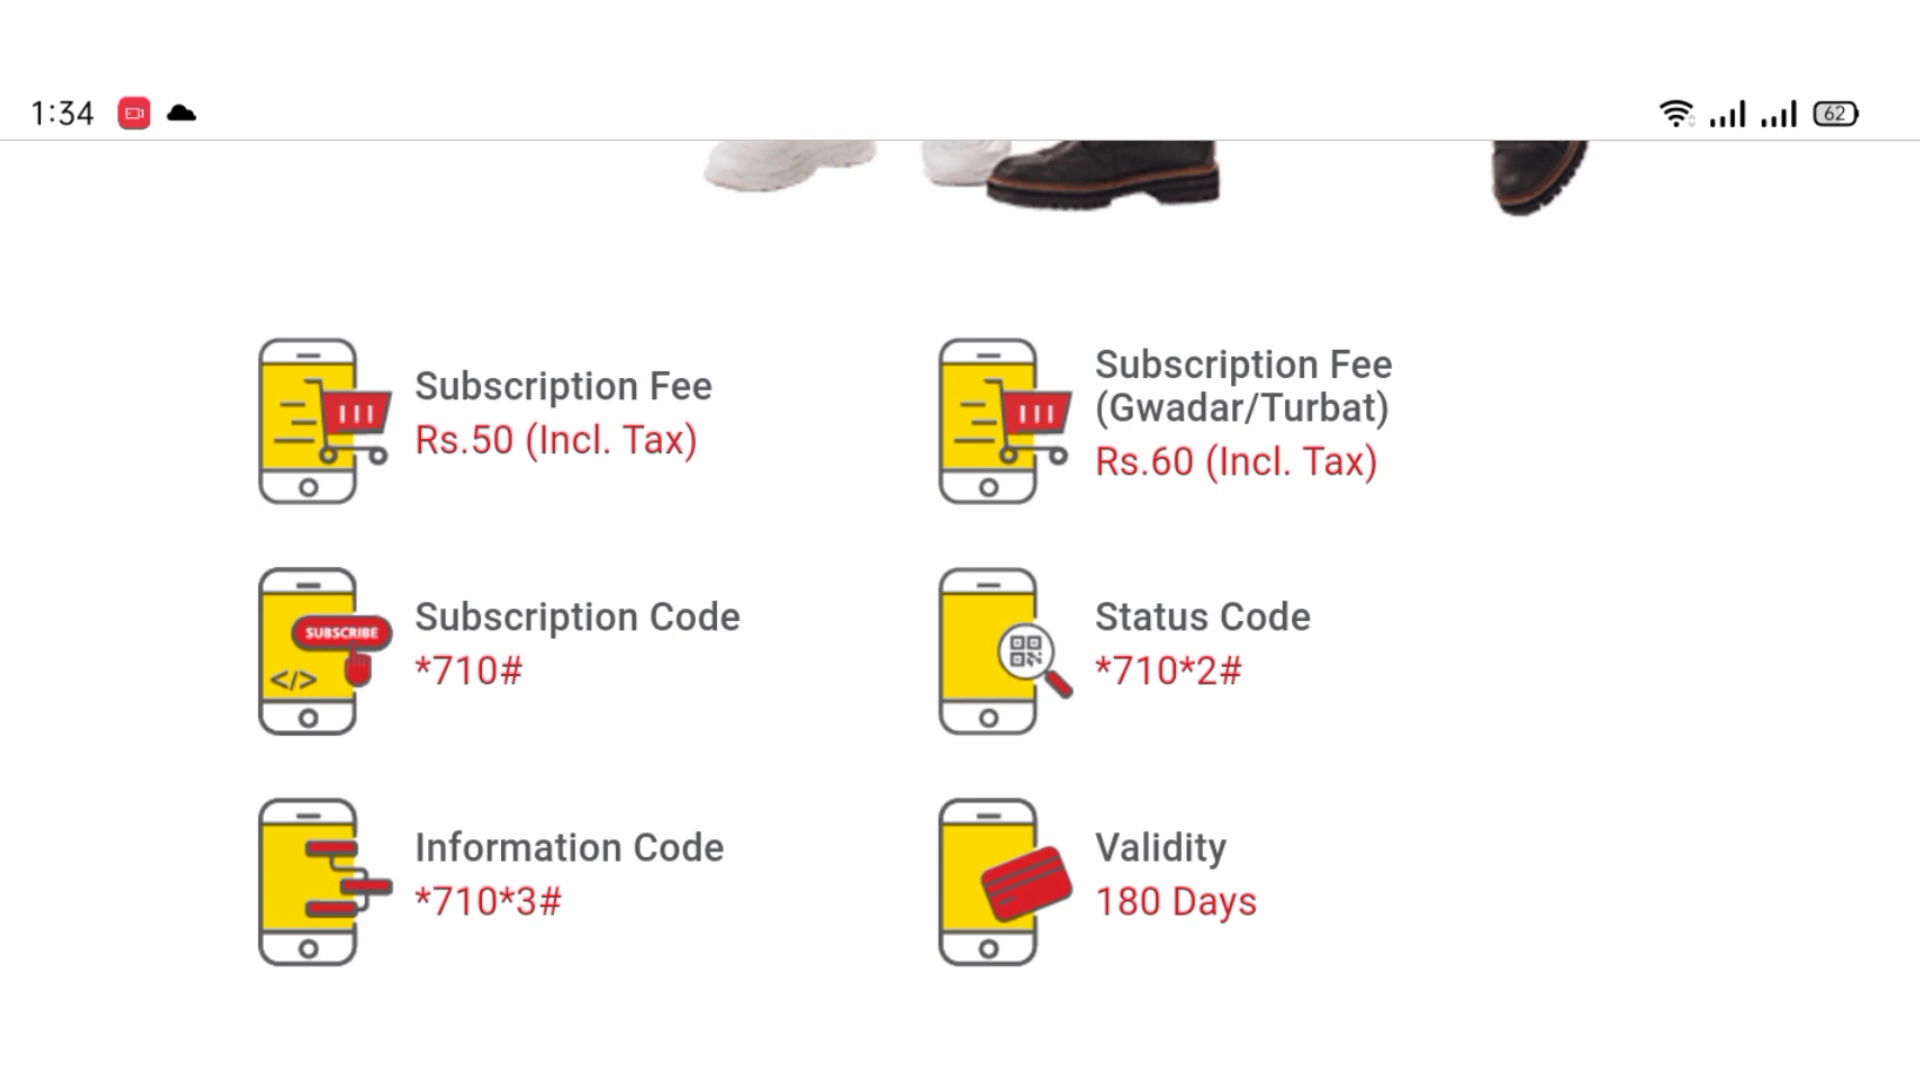 1:34
62
Subscription Fee
Rs.50 (Incl. Tax)
Subscription Fee
(Gwadar/Turbat)
Rs.60 (Incl. Tax)
SUBSCRIBE
</>
Subscription Code
*710#
Status Code
*710*2#
Information Code
*710*3#
Validity
180 Days